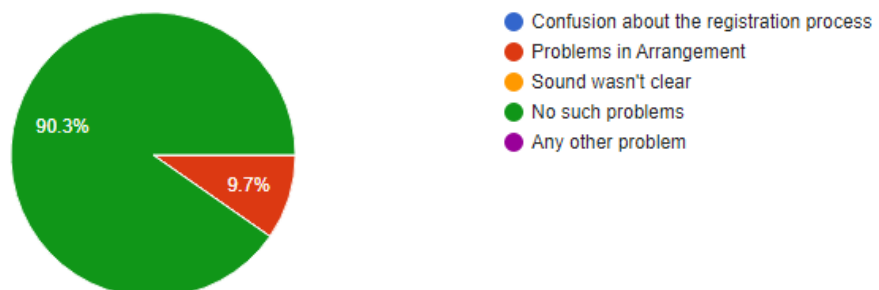 90.3%
9.7%
Confusion about the registration process
Problems in Arrangement
Sound wasn't clear
No such problems
Any other problem